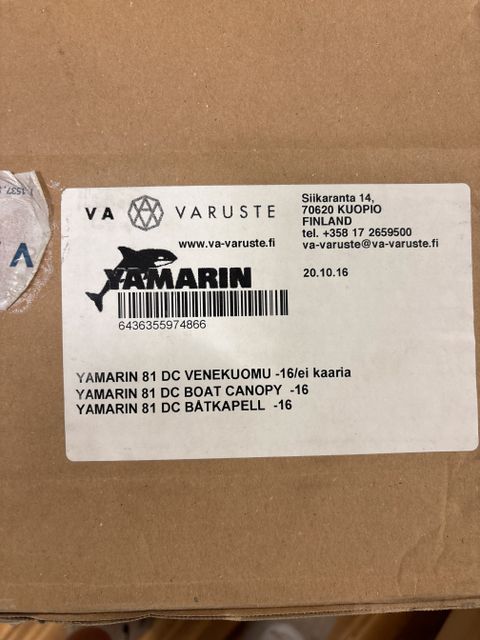 VA VARUSTE
www.va-varuste.fi
Siikaranta 14,
70620 KUOPIO
FINLAND
tel. +358 17 2659500
va-varuste@va-varuste.fi
20.10.16
YAMARIN
6436355974866
YAMARIN 81 DC VENEKUOMU -16/ei kaaria
YAMARIN 81 DC BOAT CANOPY -16
YAMARIN 81 DC BÅTKAPELL -16